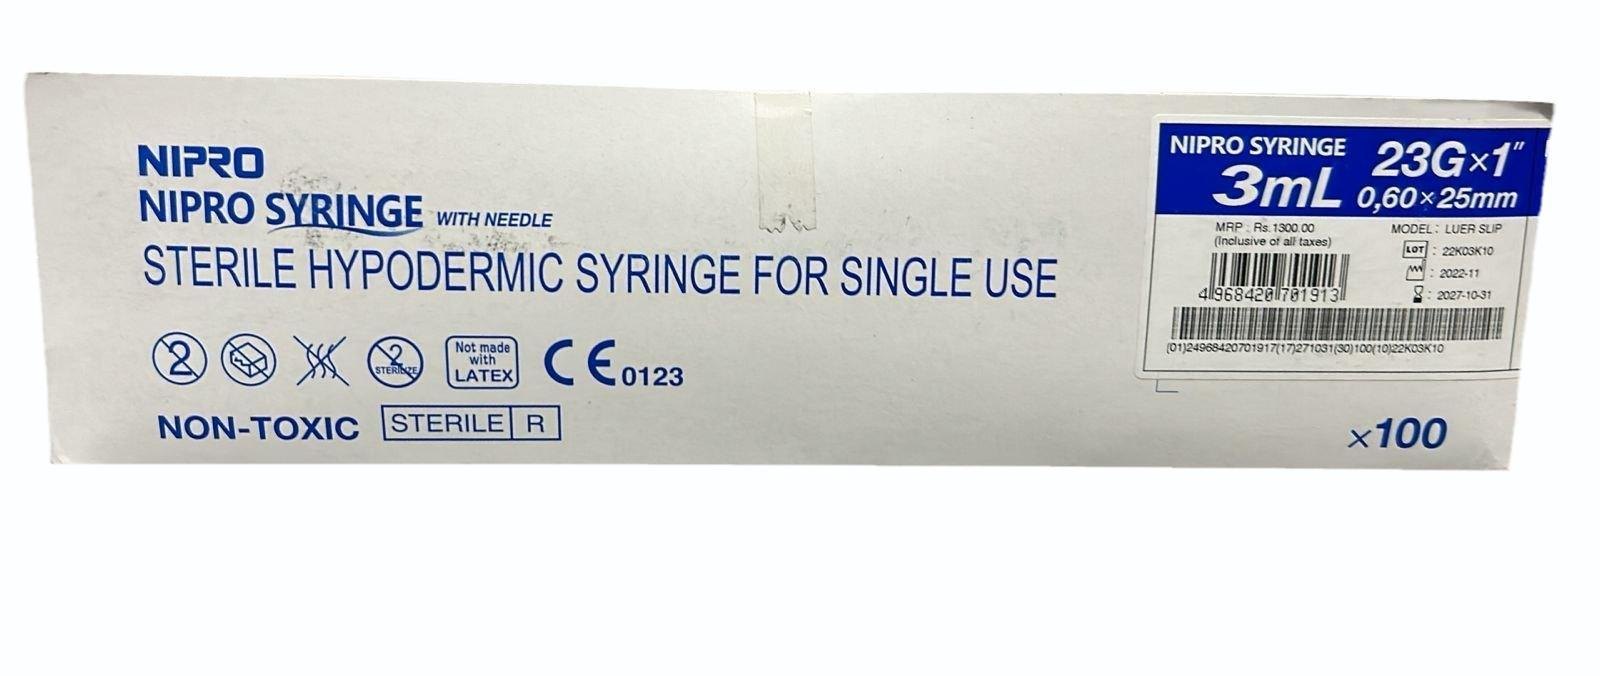 NIPRO
NIPRO SYRINGE WITH NEEDLE
STERILE HYPODERMIC SYRINGE FOR SINGLE USE
2
2
STERILIZE
Not made
with
LATEX
CE 0123
NON-TOXIC
STERILE R
NIPRO SYRINGE
3mL
23G×1"
0,60×25mm
MRP : Rs.1300.00
(Inclusive of all taxes)
4 968420 701913
MODEL : LUER SLIP
LOT : 22K03K10
: 2022-11
: 2027-10-31
(01)24968420701917(17)271031(30)100(10)22K03K10
×100